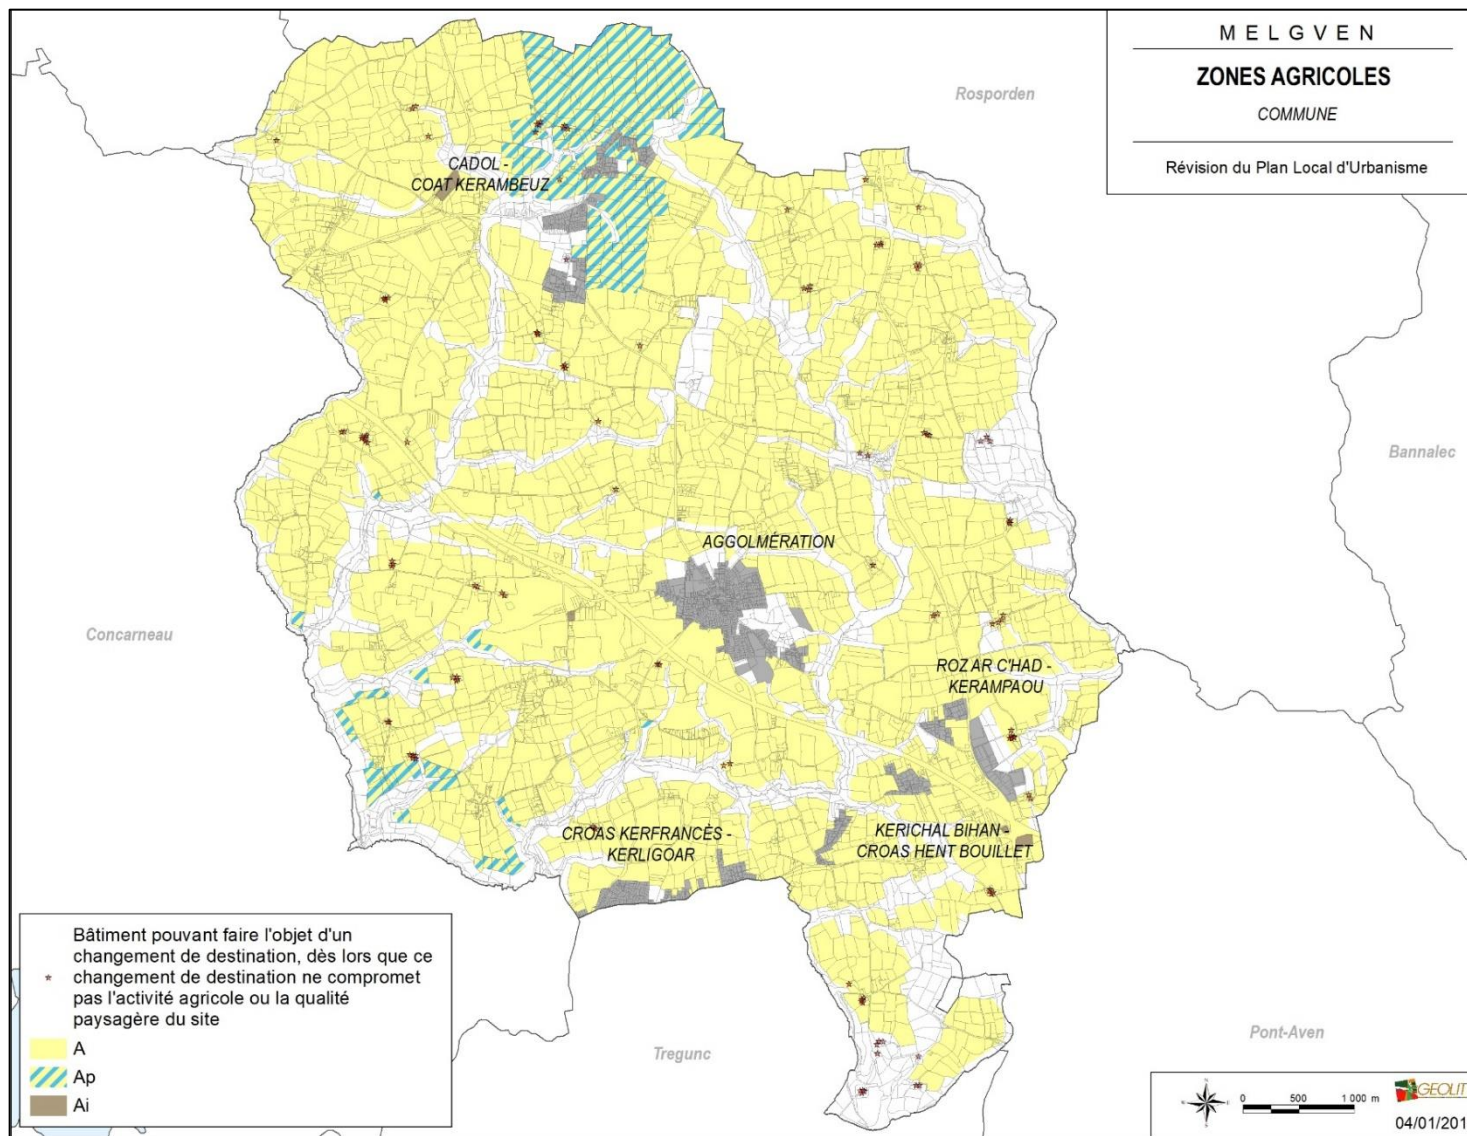 MELGVEN
ZONES AGRICOLES
COMMUNE
Révision du Plan Local d'Urbanisme
Rosporden
CADOL -
COAT KERAMBEUZ
Bannalec
AGGOLMÉRATION
Concarneau
ROZ AR C'HAD -
KERAMPAOU
CROAS KERFRANCÈS -
KERLIGOAR
KERICHAL BIHAN -
CROAS HENT BOUILLET
Bâtiment pouvant faire l'objet d'un
changement de destination, dès lors que ce
changement de destination ne compromet
pas l'activité agricole ou la qualité
paysagère du site
A
Ap
Ai
Tregunc
Pont-Aven
0 500 1 000 m
GEOLIT
04/01/201